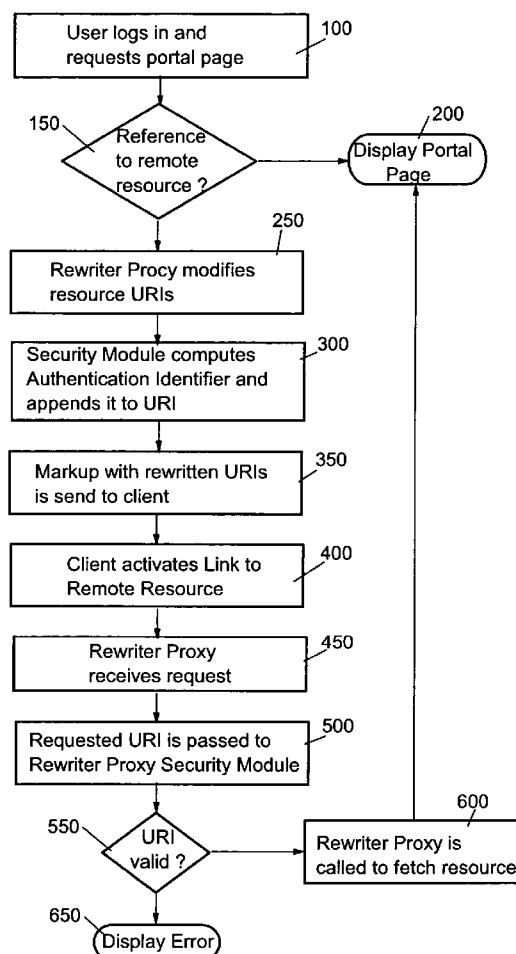 User logs in and
requests portal page
100
150
Reference
to remote
resource ?
200
Display Portal
Page
250
Rewriter Procy modifies
resource URIs
300
Security Module computes
Authentication Identifier and
appends it to URI
350
Markup with rewritten URIs
is send to client
400
Client activates Link to
Remote Resource
450
Rewriter Proxy
receives request
500
Requested URI is passed to
Rewriter Proxy Security Module
550
URI
valid ?
600
Rewriter Proxy is
called to fetch resource
650
Display Error